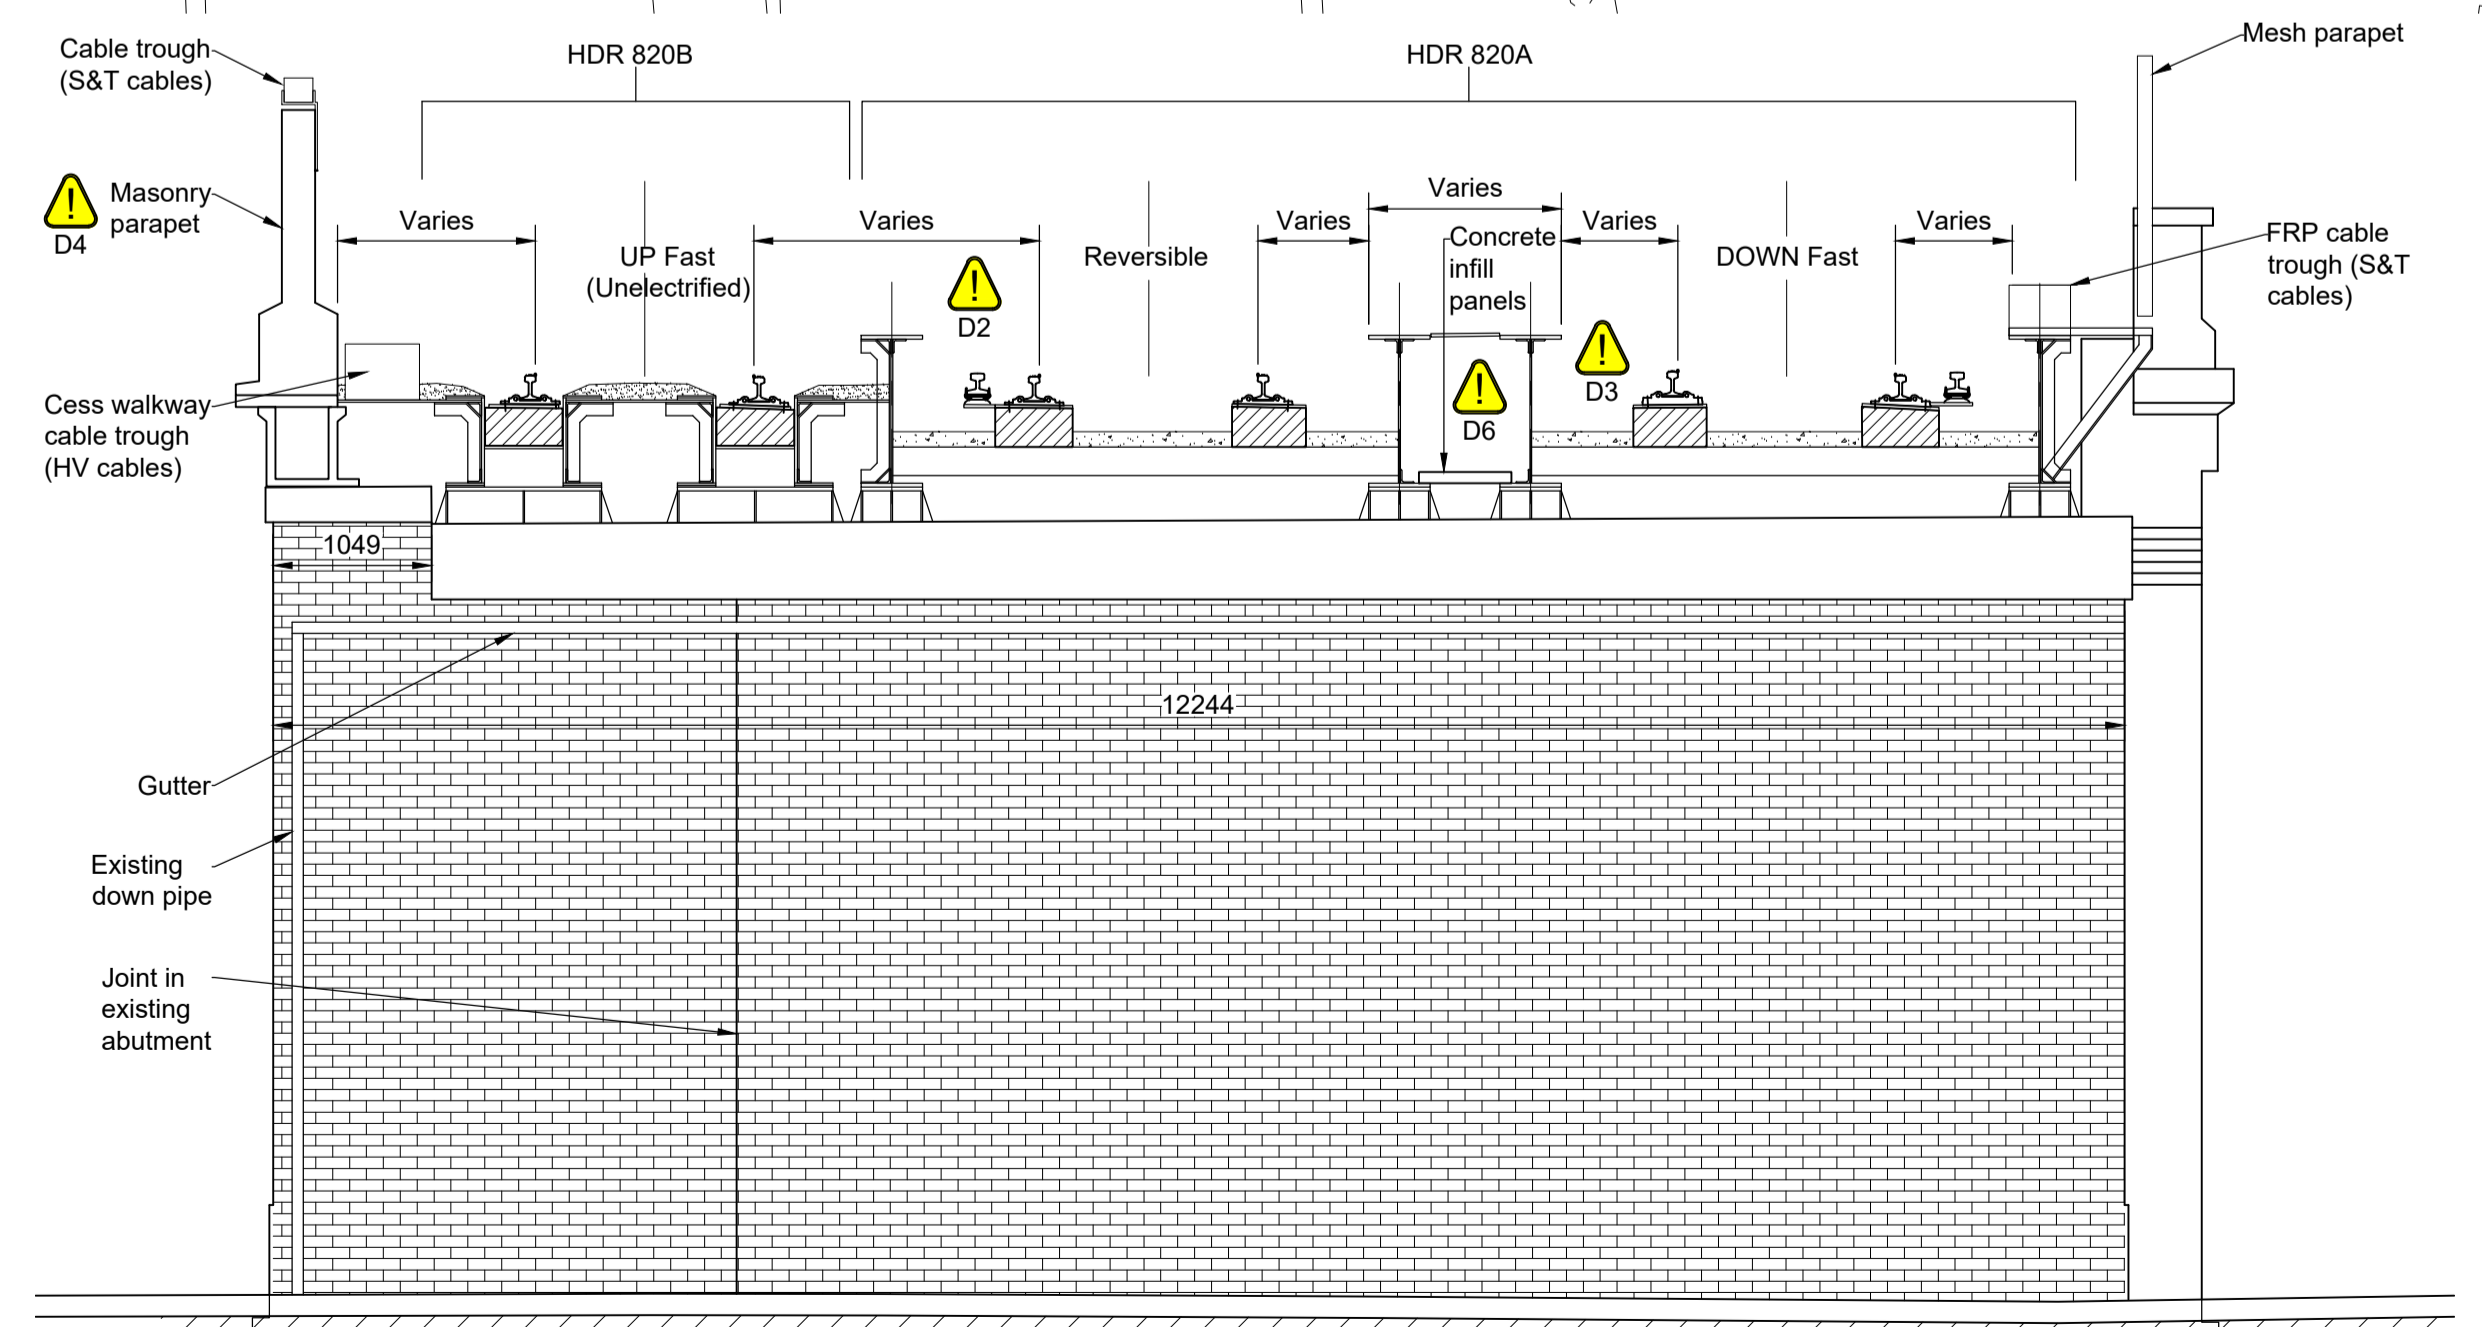 Cable trough
(S&T cables)
HDR 820B
HDR 820A
Mesh parapet
D4
Masonry
parapet
Varies
Varies
Varies
Varies
Varies
Varies
UP Fast
(Unelectrified)
D2
Reversible
Concrete
infill
panels
DOWN Fast
FRP cable
trough (S&T
cables)
D3
D6
Cess walkway
cable trough
(HV cables)
1049
12244
Gutter
Existing
down pipe
Joint in
existing
abutment